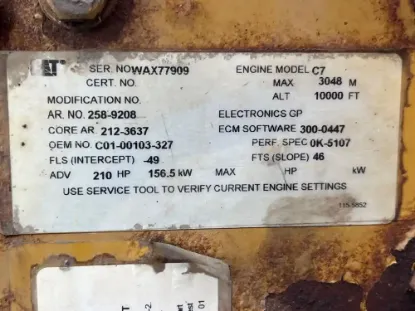 SER. NO WAX77909 ENGINE MODEL C7
CERT. NO. MAX 3048 M
MODIFICATION NO. ALT 10000 FT
AR. NO. 258-9208 ELECTRONICS GP
CORE AR 212-3637 ECM SOFTWARE 300-0447
OEM NO. C01-00103-327 PERF. SPEC 0K-5107
FLS (INTERCEPT) -49 FTS (SLOPE) 46
ADV 210 HP 156.5 kW MAX HP kW
USE SERVICE TOOL TO VERIFY CURRENT ENGINE SETTINGS